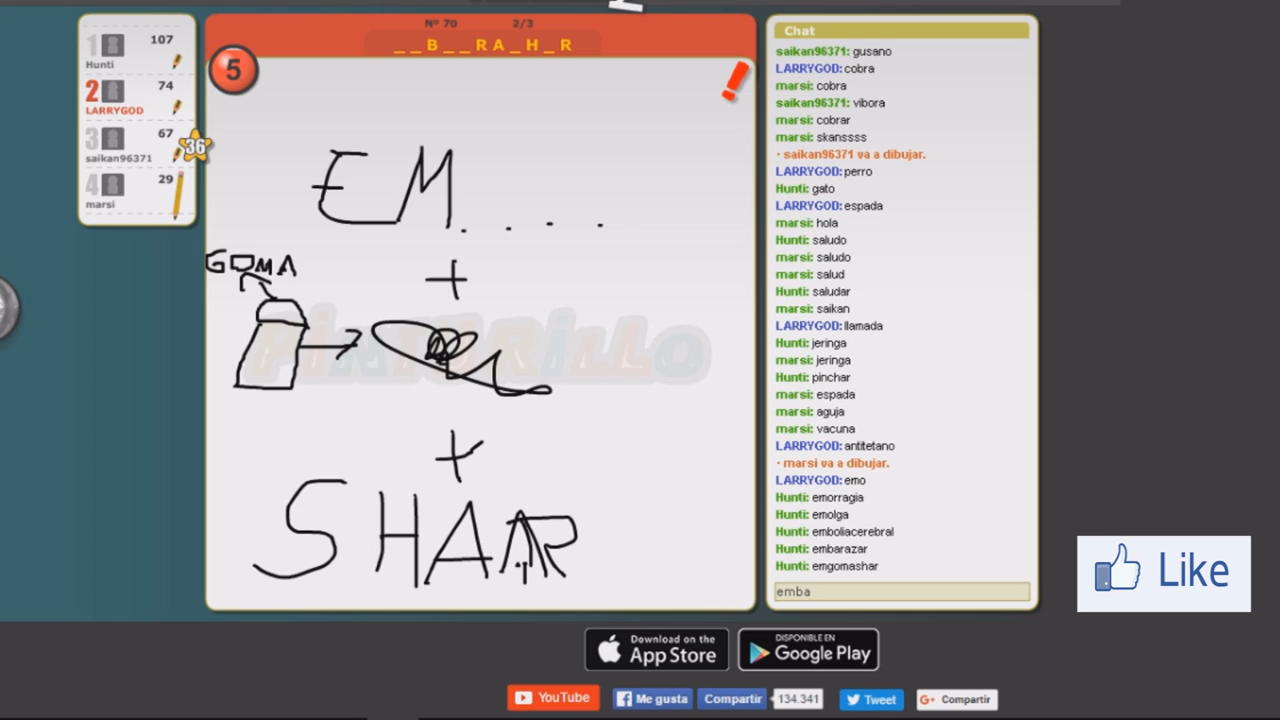 1 107
Hunti
2 74
LARRYGOD
3 67
saikan96371
36
4 29
marsi
Nº 70 2/3
_ _ B _ _ R A _ H _ R
5
!
EM....
+
GOMA
PINTURILLO
+
SHAR
Chat
saikan96371: gusano
LARRYGOD: cobra
marsi: cobra
saikan96371: vibora
marsi: cobrar
marsi: skanssss
· saikan96371 va a dibujar.
LARRYGOD: perro
Hunti: gato
LARRYGOD: espada
marsi: hola
Hunti: saludo
marsi: saludo
marsi: salud
Hunti: saludar
marsi: saikan
LARRYGOD: llamada
Hunti: jeringa
marsi: jeringa
Hunti: pinchar
marsi: espada
marsi: aguja
marsi: vacuna
LARRYGOD: antitetano
· marsi va a dibujar.
LARRYGOD: emo
Hunti: emorragia
Hunti: emolga
Hunti: emboliacerebral
Hunti: embarazar
Hunti: emgomashar
emba
Like
Download on the
App Store
DISPONIBLE EN
Google Play
YouTube
Me gusta
Compartir
134.341
Tweet
G+ Compartir